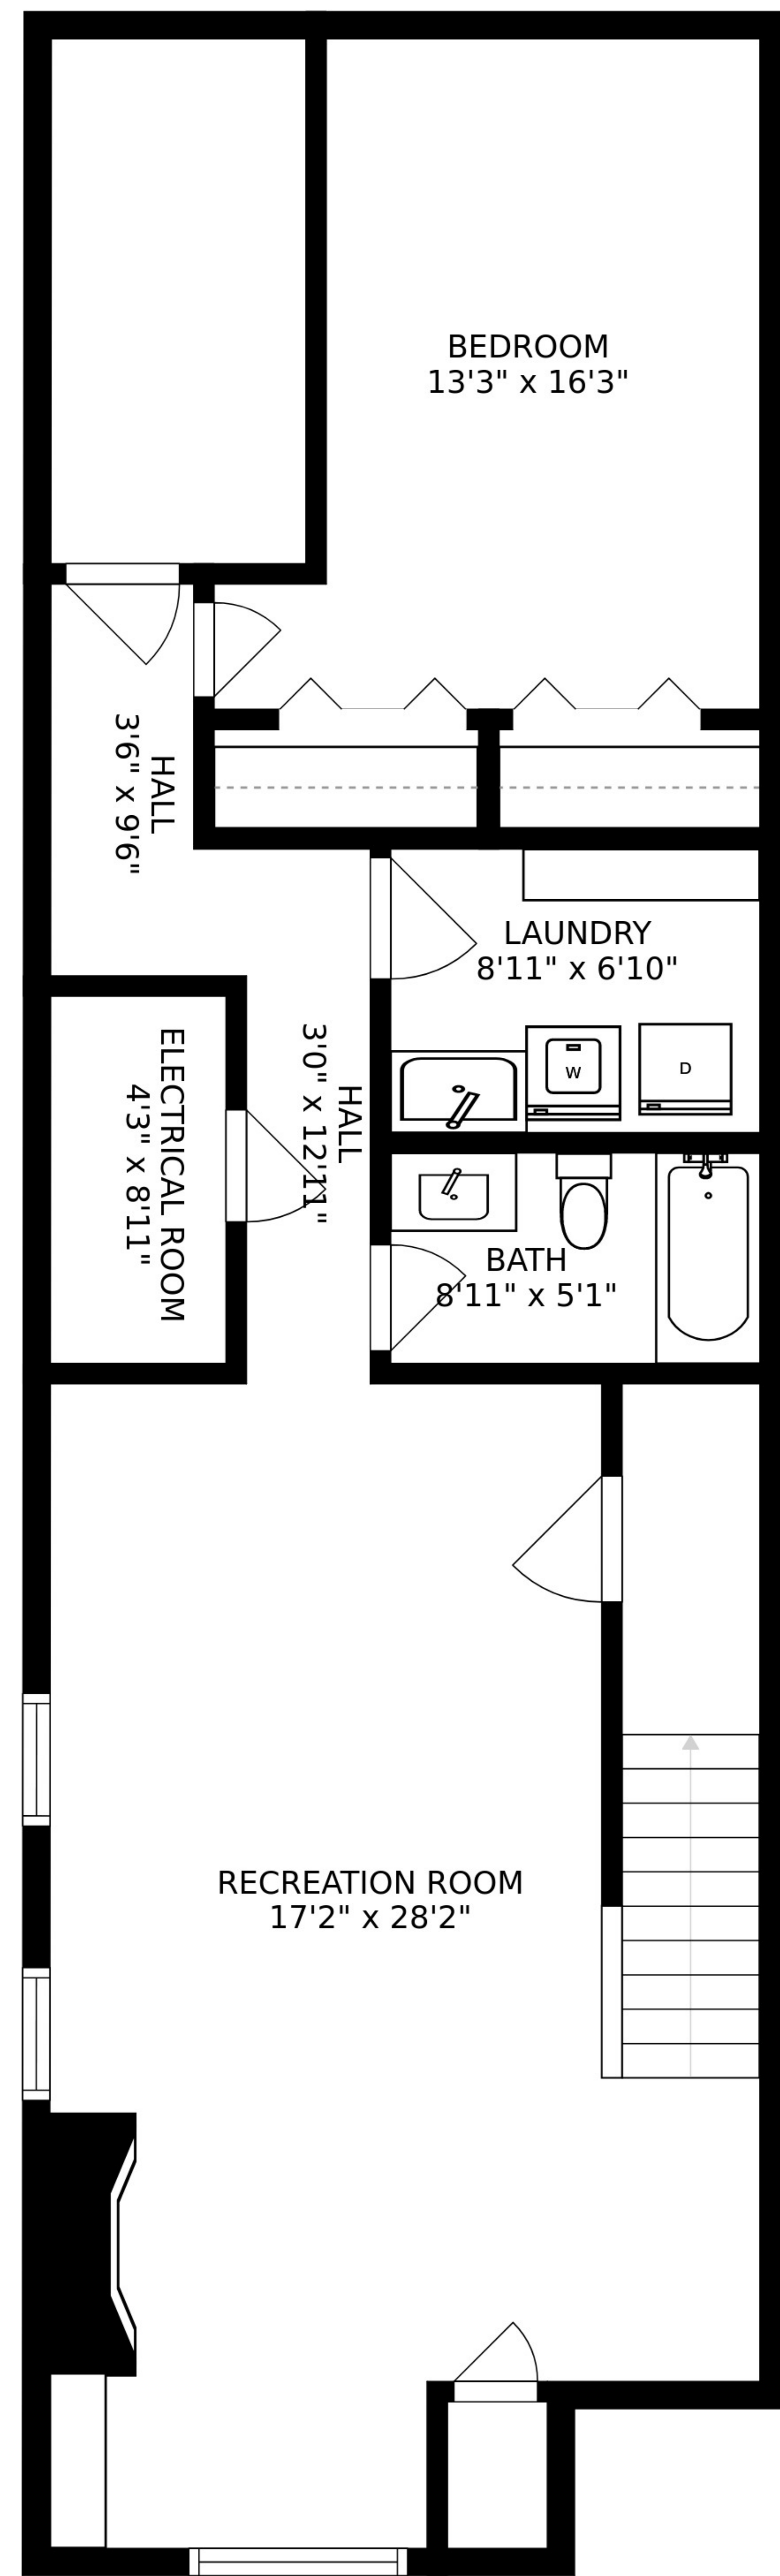 BEDROOM
13'3" x 16'3"
HALL
3'6" x 9'6"
LAUNDRY
8'11" x 6'10"
W
D
ELECTRICAL ROOM
4'3" x 8'11"
HALL
3'0" x 12'11"
BATH
8'11" x 5'1"
RECREATION ROOM
17'2" x 28'2"